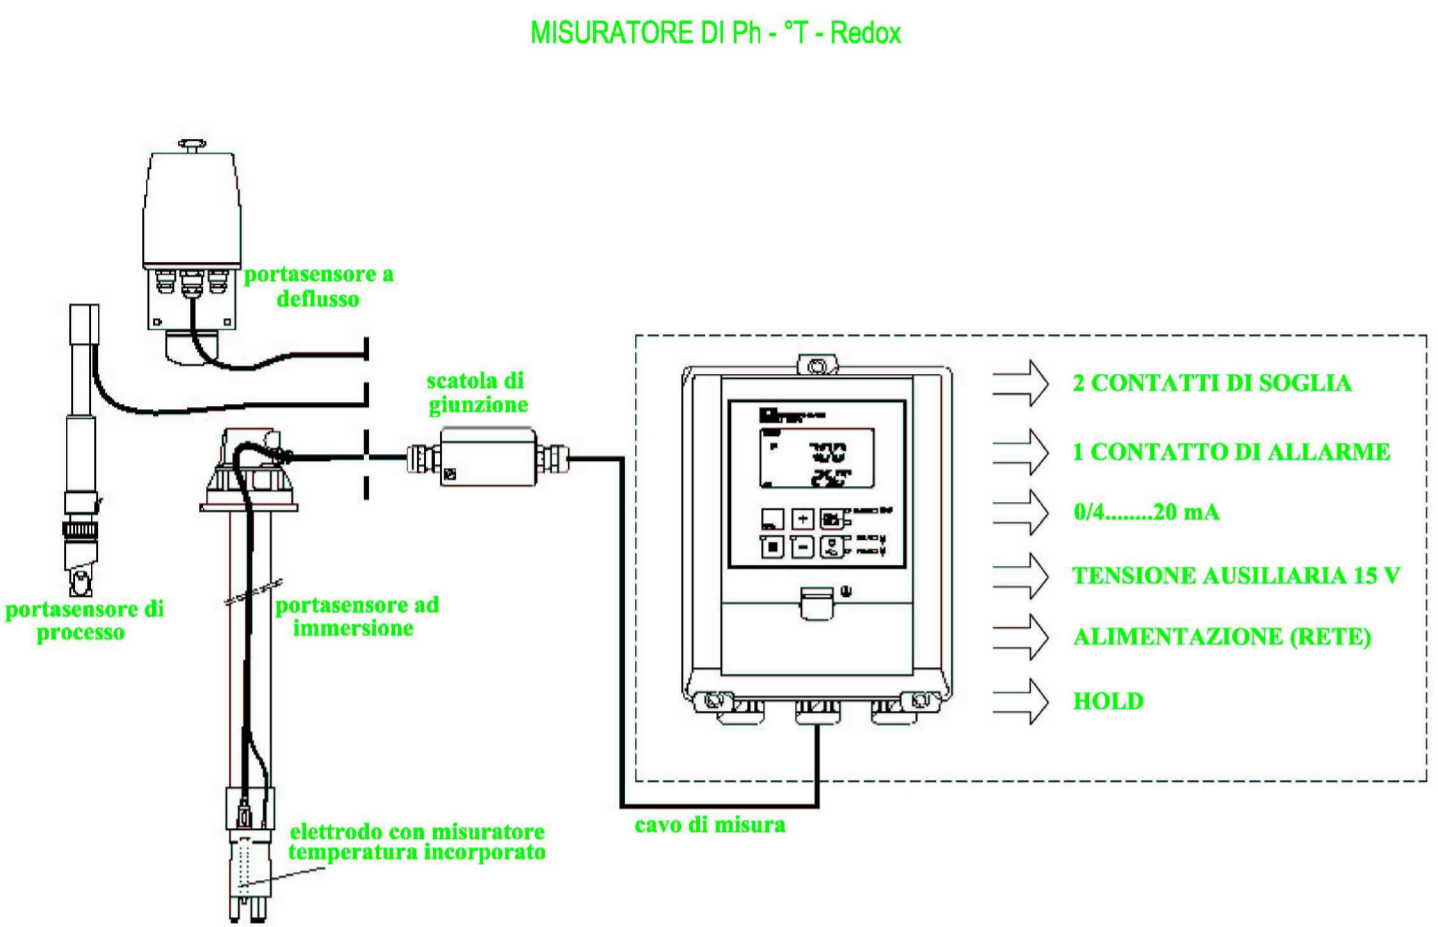 MISURATORE DI Ph - °T - Redox
portasensore a
deflusso
scatola di
giunzione
portasensore di
processo
portasensore ad
immersione
elettrodo con misuratore
temperatura incorporato
cavo di misura
2 CONTATTI DI SOGLIA
1 CONTATTO DI ALLARME
0/4........20 mA
TENSIONE AUSILIARIA 15 V
ALIMENTAZIONE (RETE)
HOLD